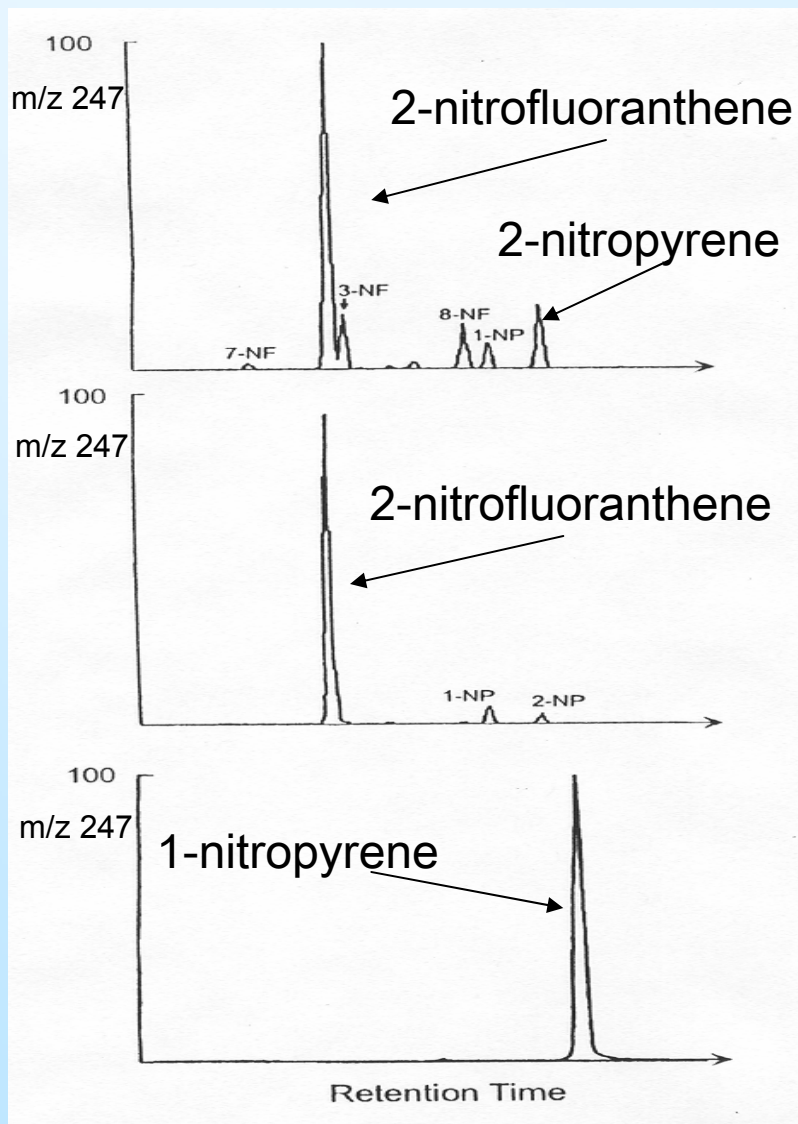 100
m/z 247
2-nitrofluoranthene
2-nitropyrene
3-NF
8-NF
1-NP
7-NF
100
m/z 247
2-nitrofluoranthene
1-NP
2-NP
100
m/z 247
1-nitropyrene
Retention Time